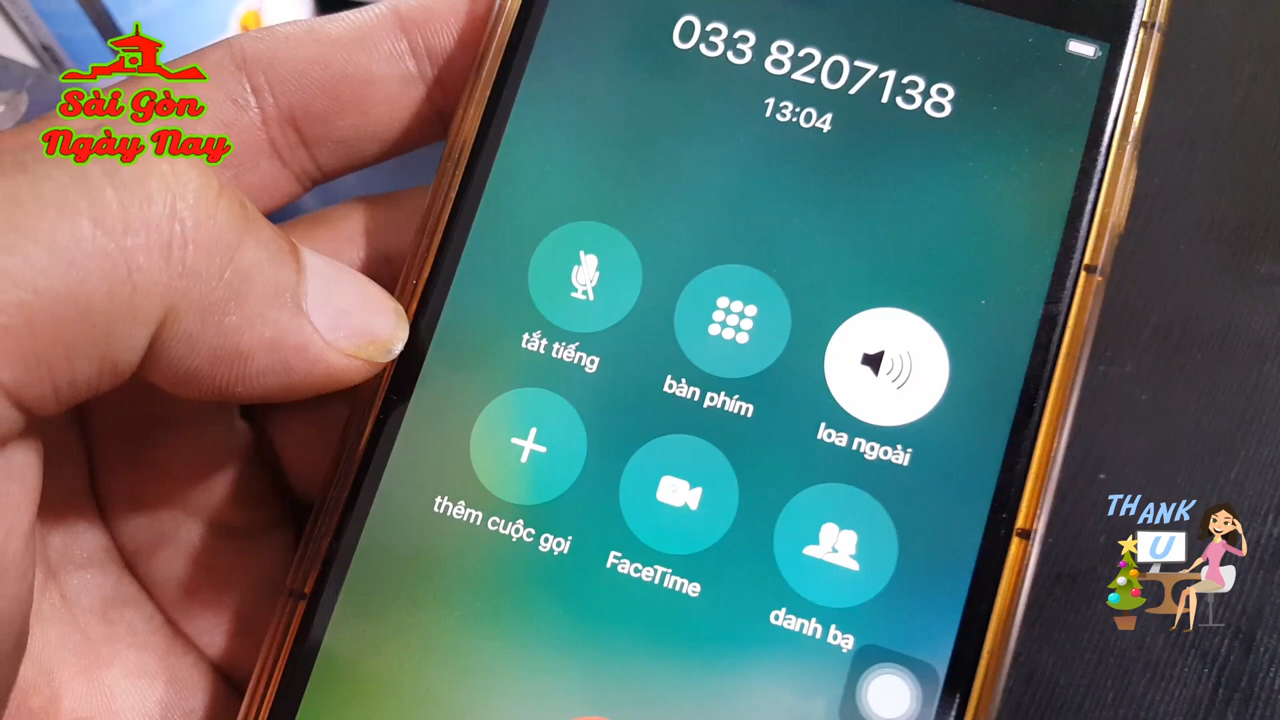 Sài Gòn
Ngày Nay
033 8207138
13:04
tắt tiếng
bàn phím
loa ngoài
thêm cuộc gọi
FaceTime
danh bạ
THANK
U